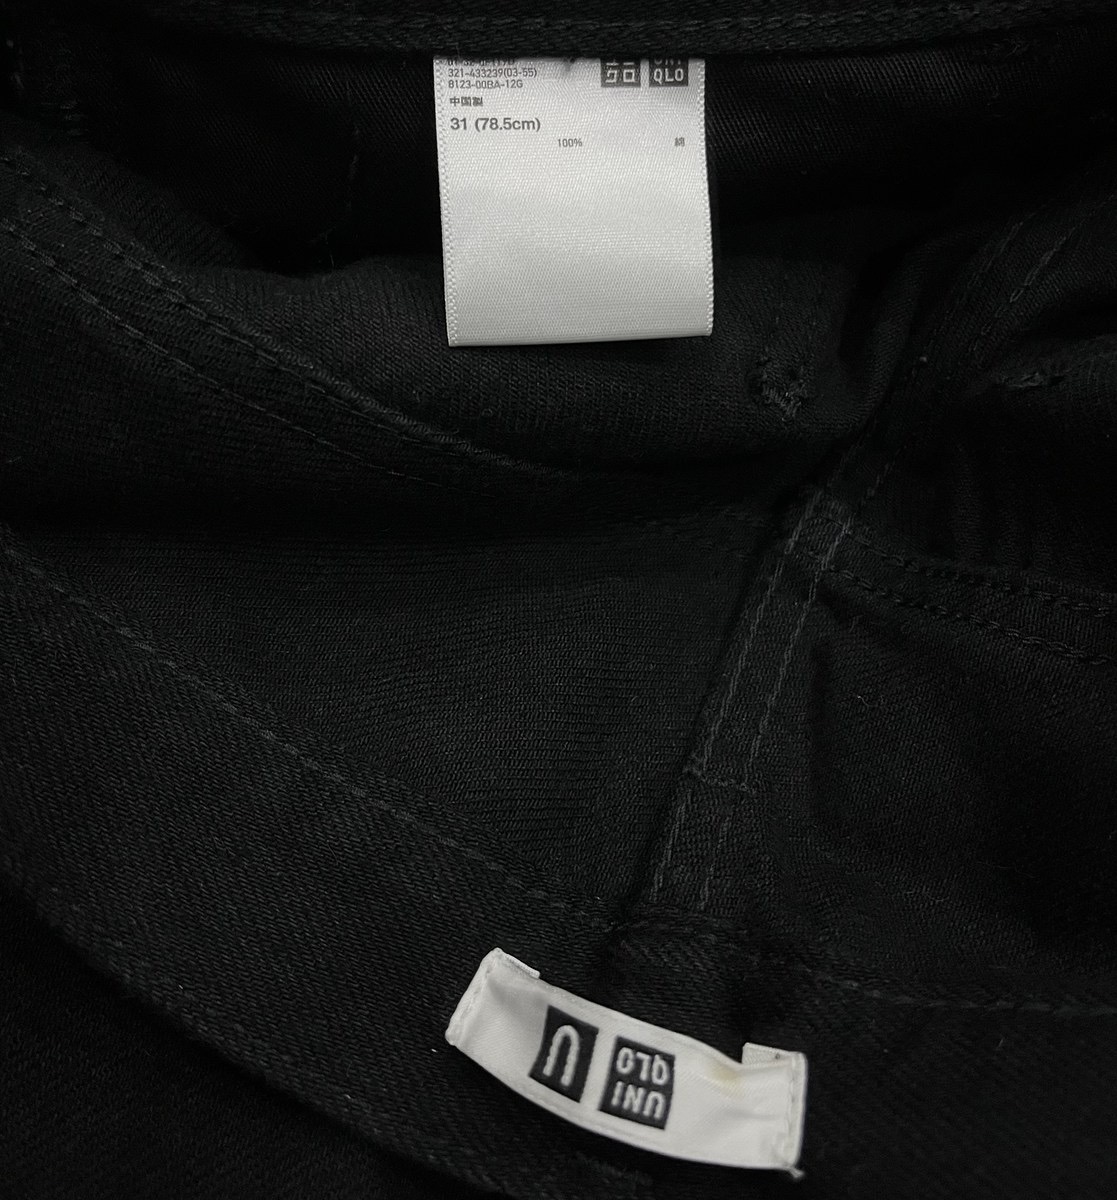 321-433239(03-55)
8123-00BA-12G
中国製
31 (78.5cm)
100% 綿
ユニ
クロ
UNI
QLO
U
UNI
QLO